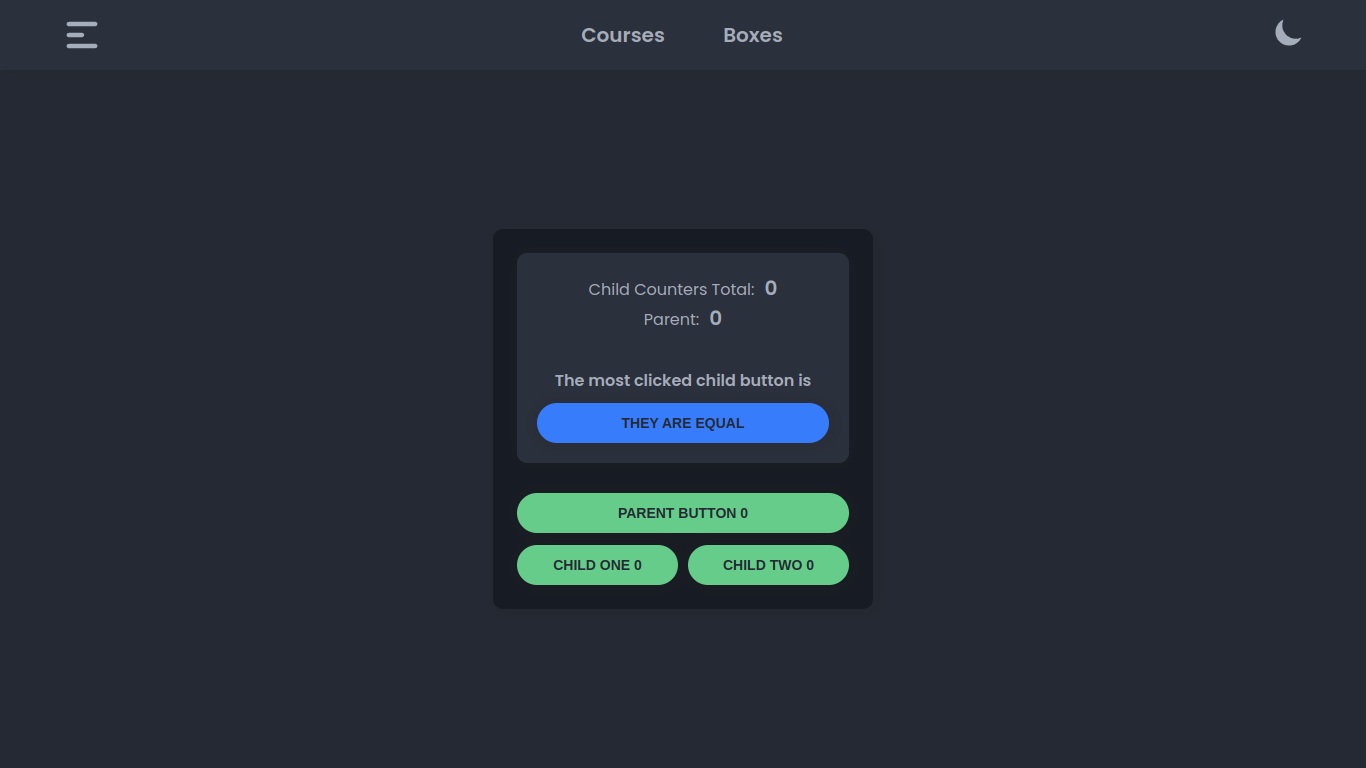 Courses Boxes
Child Counters Total: 0
Parent: 0
The most clicked child button is
THEY ARE EQUAL
PARENT BUTTON 0
CHILD ONE 0 CHILD TWO 0